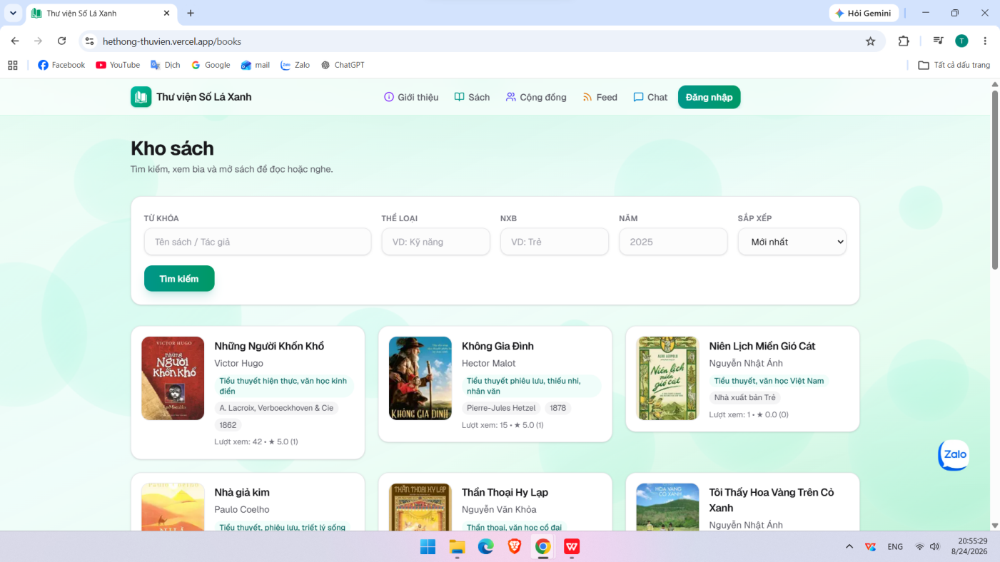 Thư viện Số Lá Xanh
Hỏi Gemini
hethong-thuvien.vercel.app/books
T
Facebook
YouTube
Dịch
Google
mail
Zalo
ChatGPT
Tất cả dấu trang
Thư viện Số Lá Xanh
Giới thiệu
Sách
Cộng đồng
Feed
Chat
Đăng nhập
Kho sách
Tìm kiếm, xem bìa và mở sách để đọc hoặc nghe.
TỪ KHÓA
THỂ LOẠI
NXB
NĂM
SẮP XẾP
Tên sách / Tác giả
VD: Kỹ năng
VD: Trẻ
2025
Mới nhất
Tìm kiếm
VICTOR HUGO
Những
Người
khốn khổ
Les Misérables
Những Người Khốn Khổ
Victor Hugo
Tiểu thuyết hiện thực, văn học kinh
điển
A. Lacroix, Verboeckhoven & Cie
1862
Lượt xem: 42 • ★ 5.0 (1)
KHÔNG GIA ĐÌNH
Không Gia Đình
Hector Malot
Tiểu thuyết phiêu lưu, thiếu nhi,
nhân văn
Pierre-Jules Hetzel
1878
Lượt xem: 15 • ★ 5.0 (1)
ALDO LEOPOLD
Niên lịch
miền
gió cát
Niên Lịch Miền Gió Cát
Nguyễn Nhật Ánh
Tiểu thuyết, văn học Việt Nam
Nhà xuất bản Trẻ
Lượt xem: 1 • ★ 0.0 (0)
Zalo
Nhà giả kim
Paulo Coelho
Tiểu thuyết, phiêu lưu, triết lý sống
THẦN THOẠI HY LẠP
Thần Thoại Hy Lạp
Nguyễn Văn Khỏa
Thần thoại, văn học cổ đại
HOA VÀNG
CỎ XANH
Tôi Thấy Hoa Vàng Trên Cỏ
Xanh
Nguyễn Nhật Ánh
ENG
20:55:29
8/24/2026